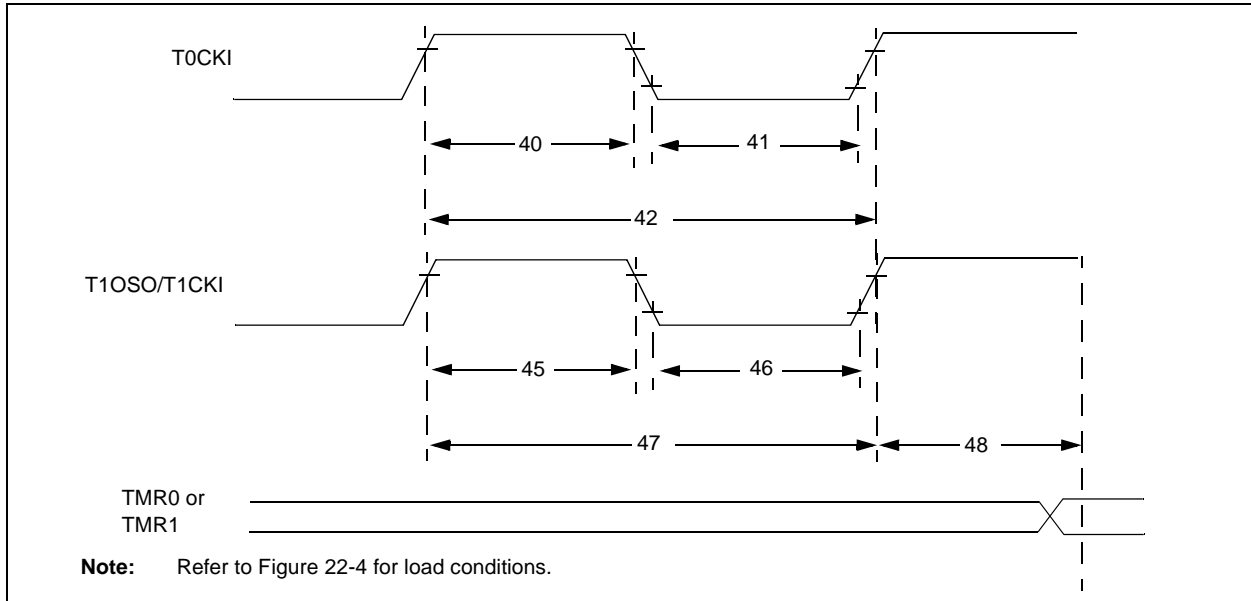 T0CKI
40
41
42
T1OSO/T1CKI
45
46
47
48
TMR0 or
TMR1
Note: Refer to Figure 22-4 for load conditions.